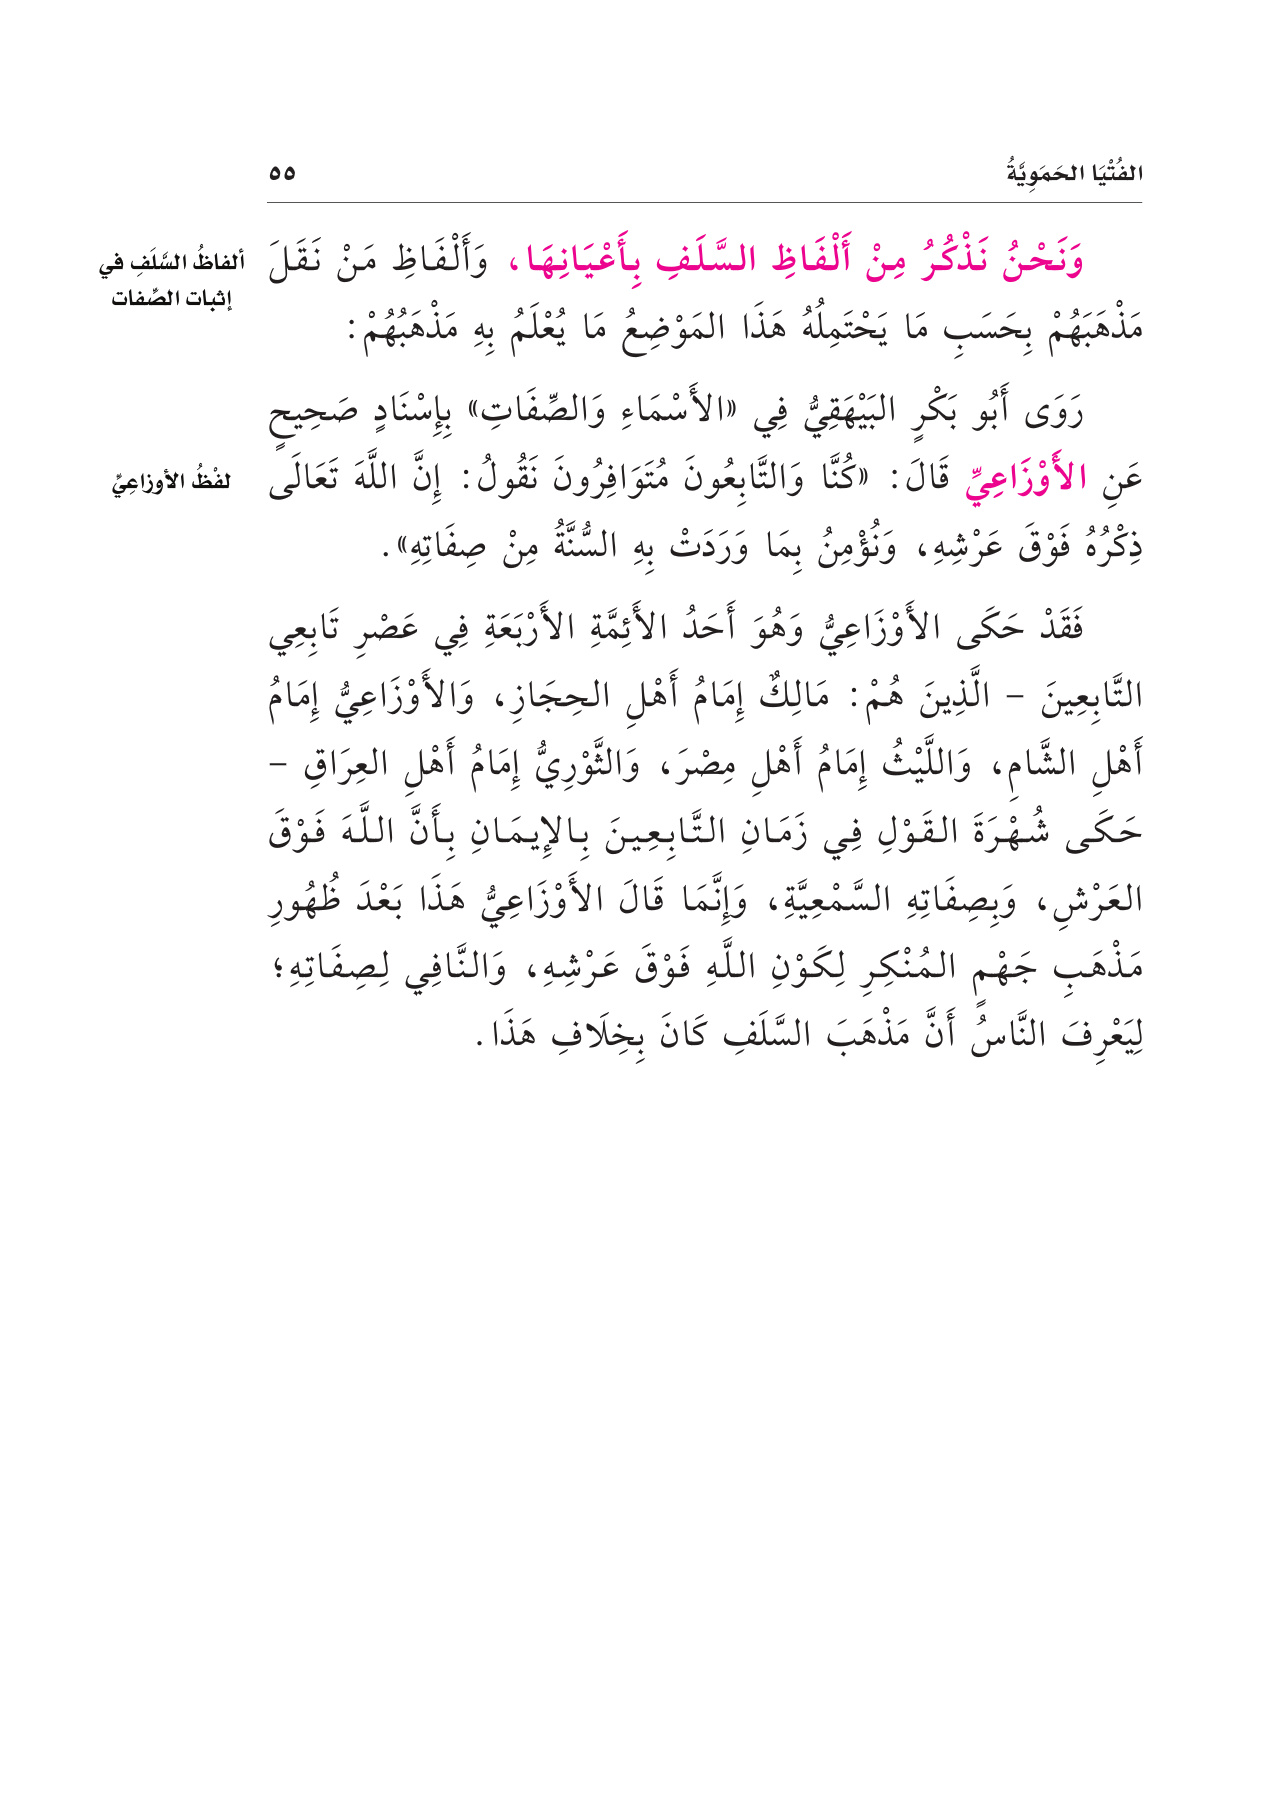 الفُتْيَا الحَمَوِيَّةُ
٥٥
وَنَحْنُ نَذْكُرُ مِنْ أَلْفَاظِ السَّلَفِ بِأَعْيَانِهَا، وَأَلْفَاظِ مَنْ نَقَلَ
ألفاظُ السَّلَفِ في
إثبات الصِّفات
مَذْهَبَهُمْ بِحَسَبِ مَا يَحْتَمِلُهُ هَذَا المَوْضِعُ مَا يُعْلَمُ بِهِ مَذْهَبُهُمْ:
رَوَى أَبُو بَكْرٍ البَيْهَقِيُّ فِي «الأَسْمَاءِ وَالصِّفَاتِ» بِإِسْنَادٍ صَحِيحٍ
عَنِ الأَوْزَاعِيِّ قَالَ: «كُنَّا وَالتَّابِعُونَ مُتَوَافِرُونَ نَقُولُ: إِنَّ اللَّهَ تَعَالَى
لفْظُ الأوزاعِيِّ
ذِكْرُهُ فَوْقَ عَرْشِهِ، وَنُؤْمِنُ بِمَا وَرَدَتْ بِهِ السُّنَّةُ مِنْ صِفَاتِهِ».
فَقَدْ حَكَى الأَوْزَاعِيُّ وَهُوَ أَحَدُ الأَئِمَّةِ الأَرْبَعَةِ فِي عَصْرِ تَابِعِي
التَّابِعِينَ – الَّذِينَ هُمْ: مَالِكٌ إِمَامُ أَهْلِ الحِجَازِ، وَالأَوْزَاعِيُّ إِمَامُ
أَهْلِ الشَّامِ، وَاللَّيْثُ إِمَامُ أَهْلِ مِصْرَ، وَالثَّوْرِيُّ إِمَامُ أَهْلِ العِرَاقِ –
حَكَى شُهْرَةَ القَوْلِ فِي زَمَانِ التَّابِعِينَ بِالإِيمَانِ بِأَنَّ اللَّهَ فَوْقَ
العَرْشِ، وَبِصِفَاتِهِ السَّمْعِيَّةِ، وَإِنَّمَا قَالَ الأَوْزَاعِيُّ هَذَا بَعْدَ ظُهُورِ
مَذْهَبِ جَهْمٍ المُنْكِرِ لِكَوْنِ اللَّهِ فَوْقَ عَرْشِهِ، وَالنَّافِي لِصِفَاتِهِ؛
لِيَعْرِفَ النَّاسُ أَنَّ مَذْهَبَ السَّلَفِ كَانَ بِخِلَافِ هَذَا.